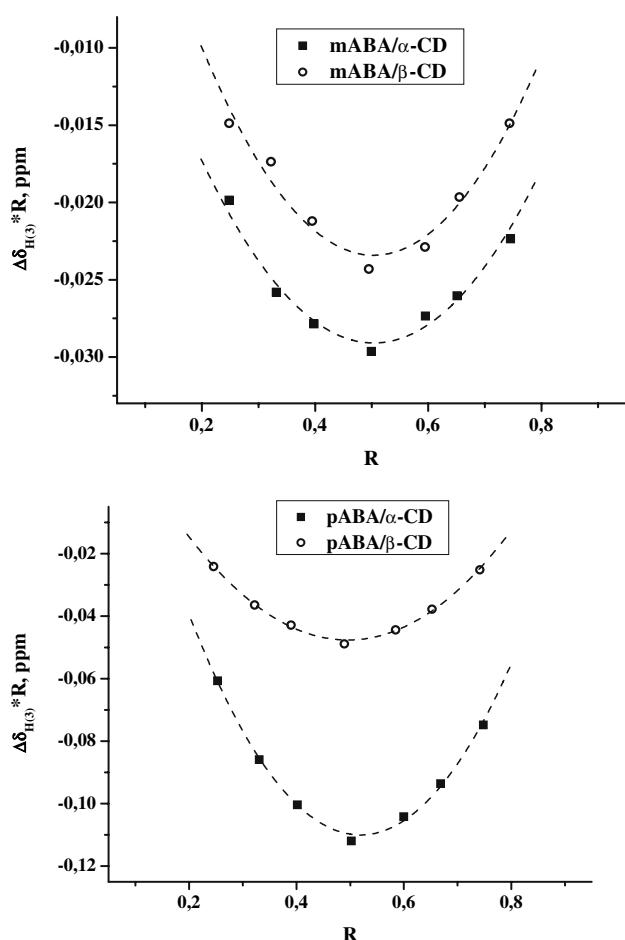 mABA/α-CD
mABA/β-CD
-0,010
-0,015
-0,020
-0,025
-0,030
Δδ_H(3)*R, ppm
0,2 0,4 0,6 0,8
R
pABA/α-CD
pABA/β-CD
-0,02
-0,04
-0,06
-0,08
-0,10
-0,12
Δδ_H(3)*R, ppm
0,2 0,4 0,6 0,8
R